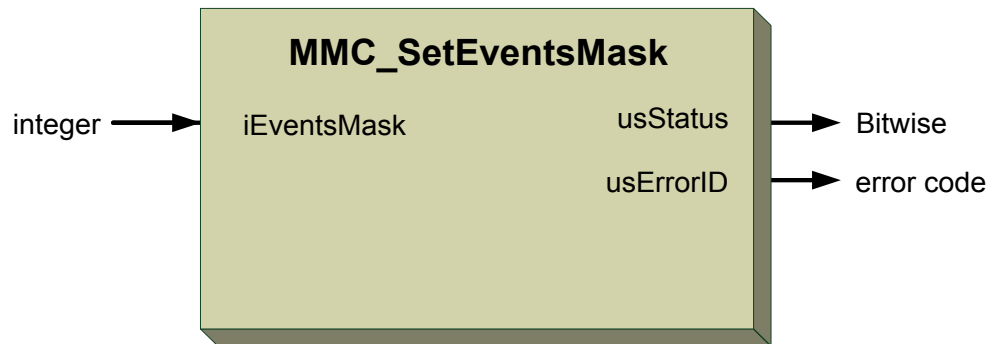 MMC_SetEventsMask
integer iEventsMask usStatus Bitwise
usErrorID error code